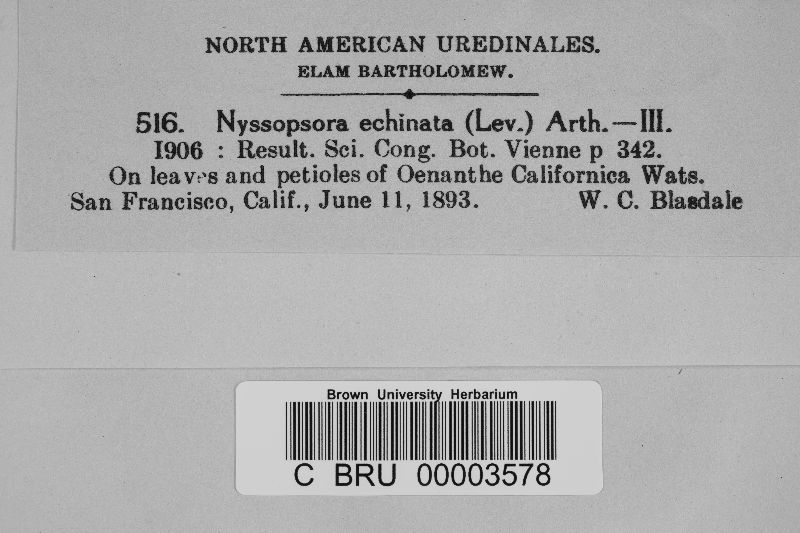 NORTH AMERICAN UREDINALES.
ELAM BARTHOLOMEW.
516. Nyssopsora echinata (Lev.) Arth.—III.
1906 : Result. Sci. Cong. Bot. Vienne p 342.
On leaves and petioles of Oenanthe Californica Wats.
San Francisco, Calif., June 11, 1893. W. C. Blasdale
Brown University Herbarium
C BRU 00003578